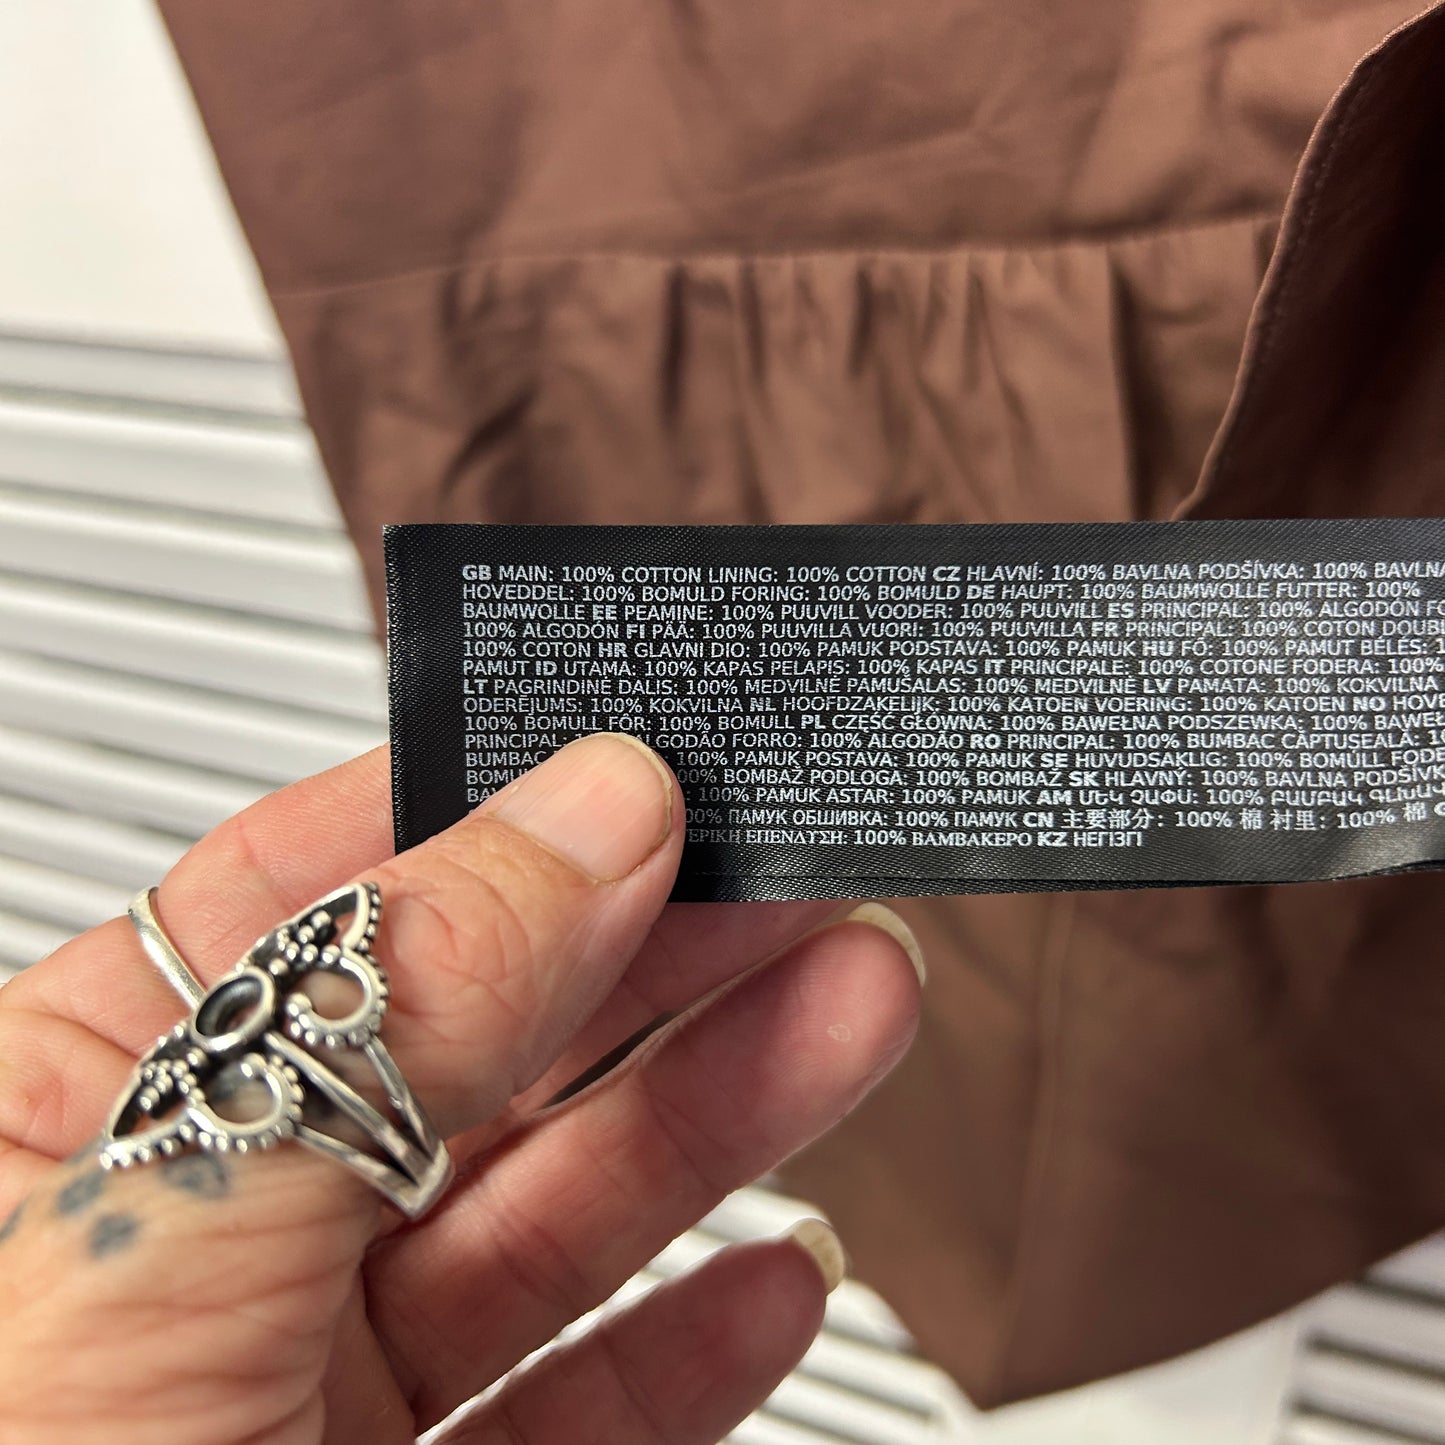 GB MAIN: 100% COTTON LINING: 100% COTTON CZ HLAVNÍ: 100% BAVLNA PODŠÍVKA: 100% BAVLNA
HOVEDDEL: 100% BOMULD FORING: 100% BOMULD DE HAUPT: 100% BAUMWOLLE FUTTER: 100%
BAUMWOLLE EE PEAMINE: 100% PUUVILL VOODER: 100% PUUVILL ES PRINCIPAL: 100% ALGODÓN
100% ALGODÓN FI PÄÄ: 100% PUUVILLA VUORI: 100% PUUVILLA FR PRINCIPAL: 100% COTON
100% COTON HR GLAVNI DIO: 100% PAMUK PODSTAVA: 100% PAMUK HU FŐ: 100% PAMUT BÉLÉS:
PAMUT ID UTAMA: 100% KAPAS PELAPIS: 100% KAPAS IT PRINCIPALE: 100% COTONE FODERA: 100%
LT PAGRINDINĖ DALIS: 100% MEDVILNĖ PAMUŠALAS: 100% MEDVILNĖ LV PAMATA: 100% KOKVILNA
ODERĒJUMS: 100% KOKVILNA NL HOOFDZAKELIJK: 100% KATOEN VOERING: 100% KATOEN NO
100% BOMULL FÔR: 100% BOMULL PL CZĘŚĆ GŁÓWNA: 100% BAWEŁNA PODSZEWKA: 100%
PRINCIPAL: ALGODÃO FORRO: 100% ALGODÃO RO PRINCIPAL: 100% BUMBAC CĂPTUȘEALĂ:
BUMBAC 100% PAMUK POSTAVA: 100% PAMUK SE HUVUDSAKLIG: 100% BOMULL
100% BOMBAŽ PODLOGA: 100% BOMBAŽ SK HLAVNÝ: 100% BAVLNA
: 100% PAMUK ASTAR: 100% PAMUK AM ՄԵԿ ՉԱՓՍ: 100% ԲԱՄԲԱԿ
ПАМУК ОБШИВКА: 100% ПАМУК CN 主要部分: 100% 棉 衬里: 100% 棉
ΕΠΕΝΔΥΣΗ: 100% ΒΑΜΒΑΚΕΡΟ KZ НЕГІЗГІ